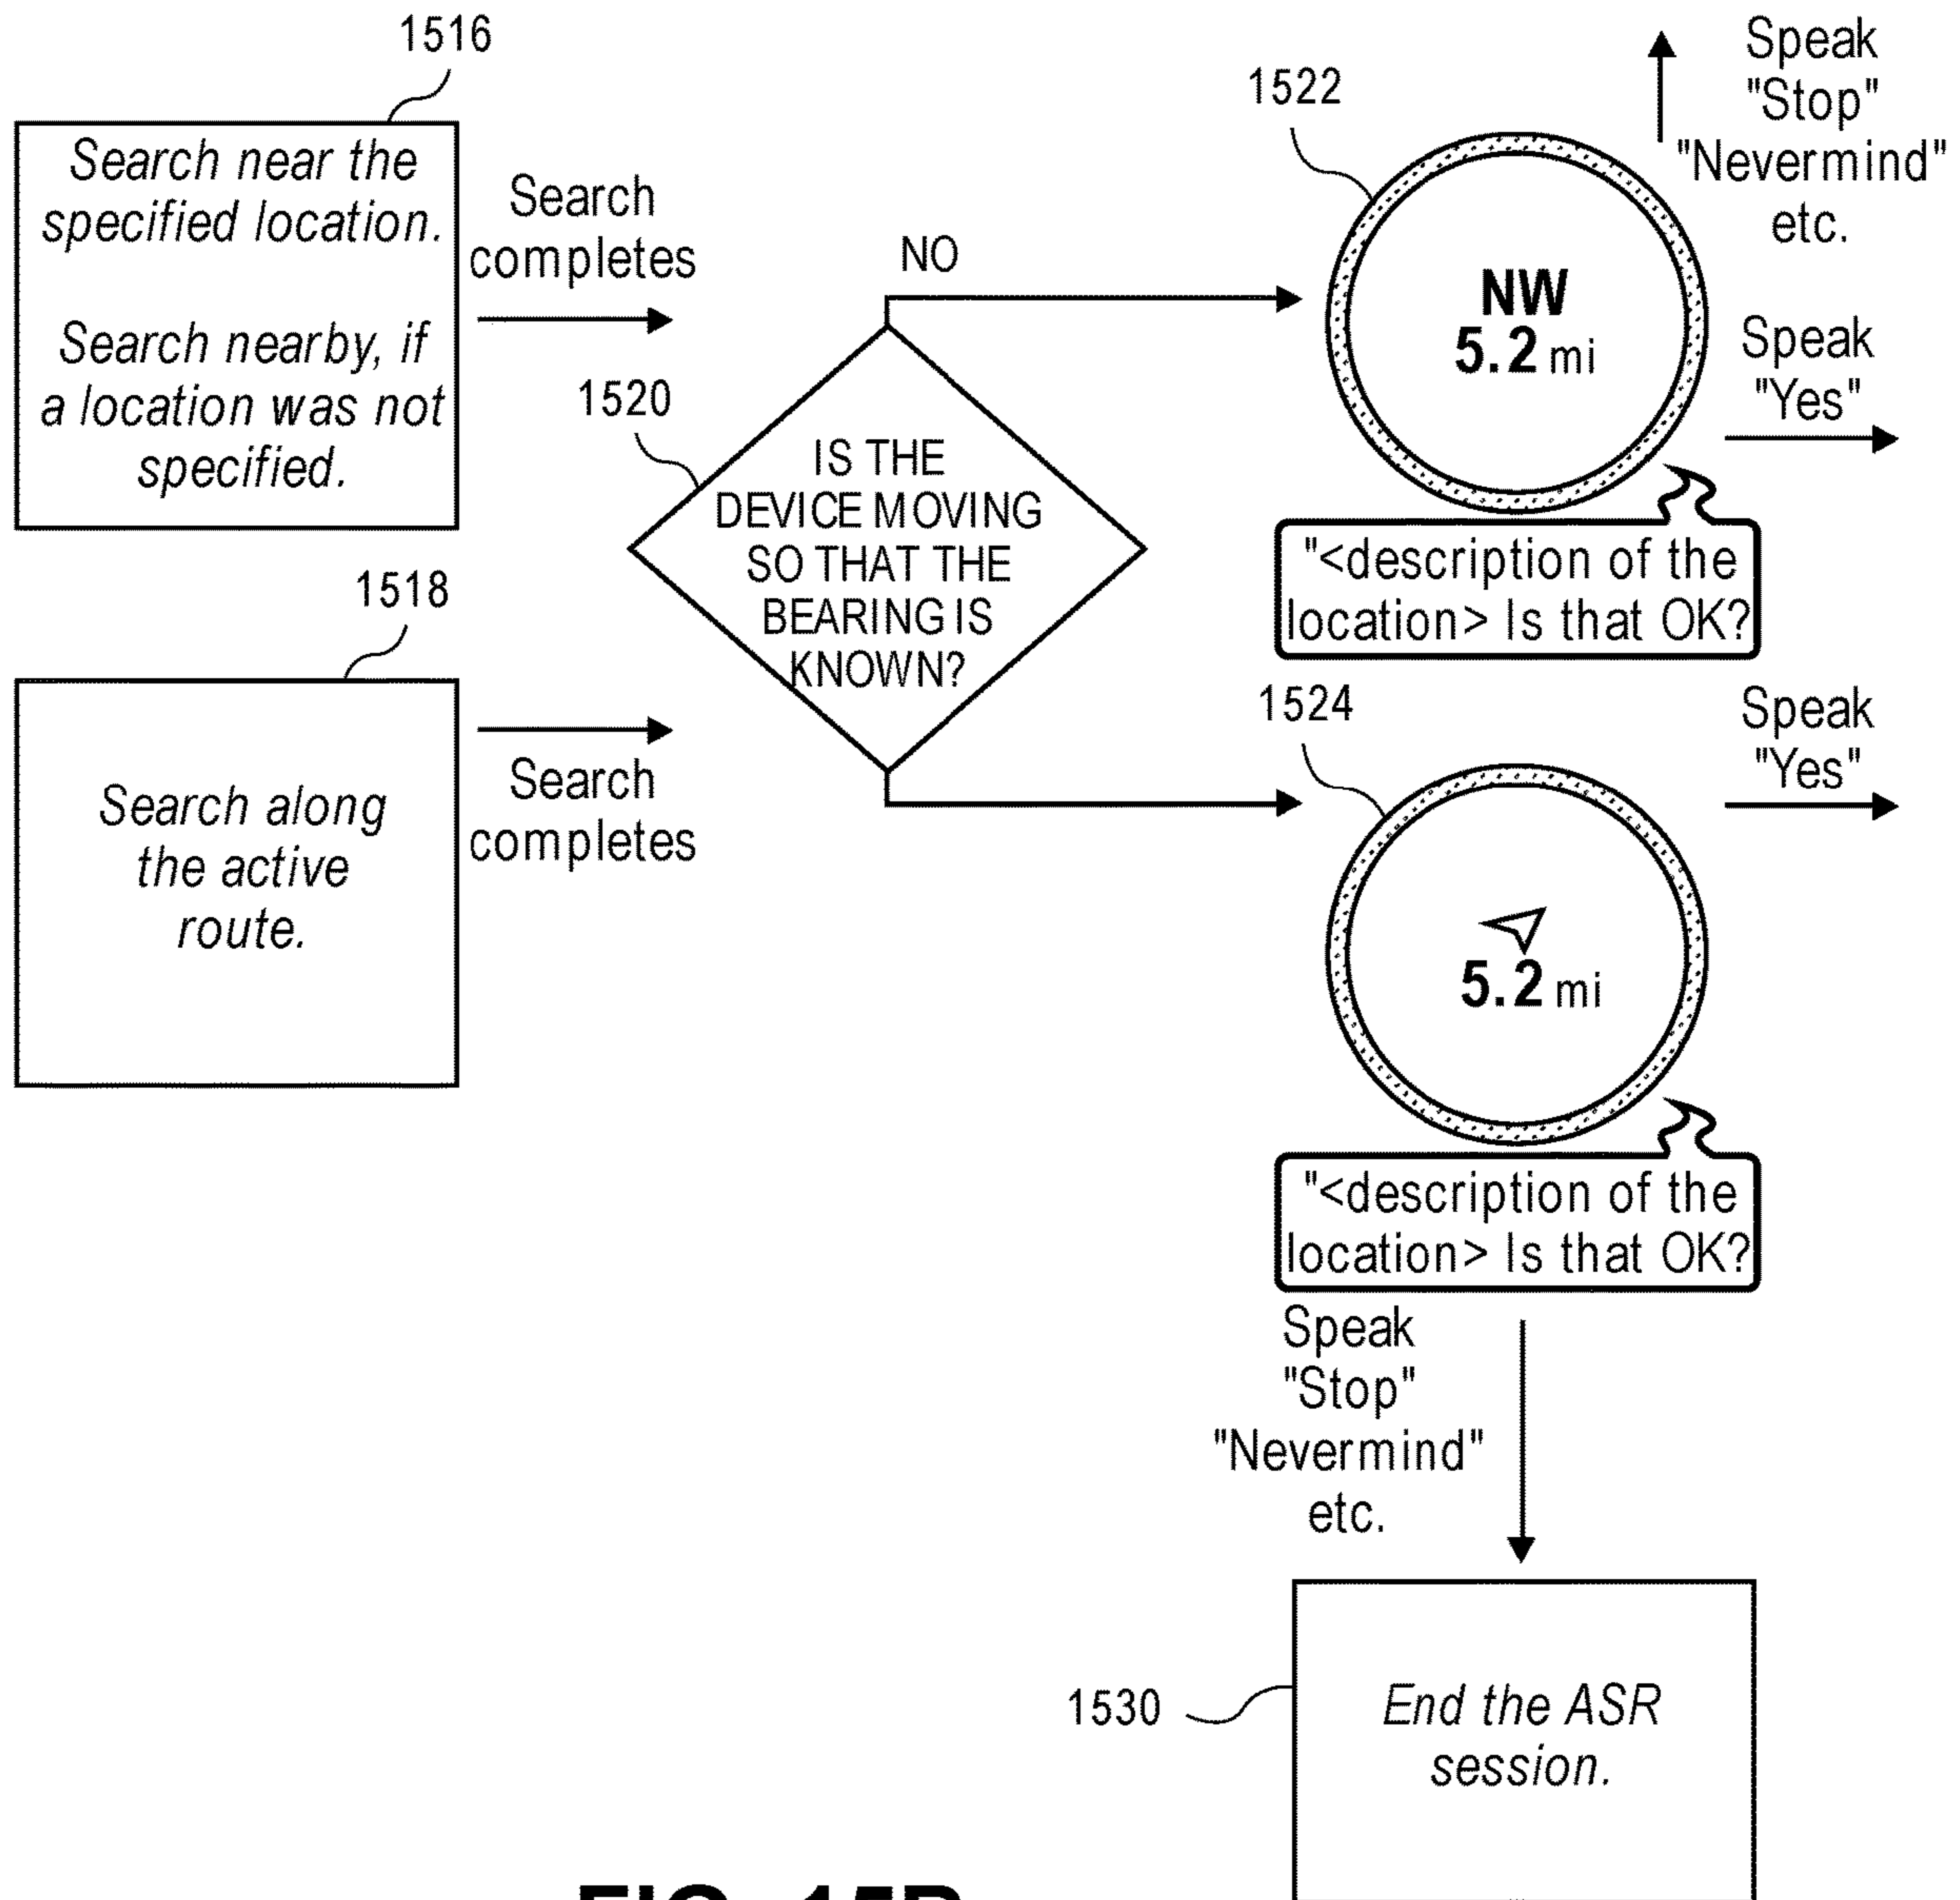 1516
Search near the
specified location.
Search nearby, if
a location was not
specified.
Search
completes
1518
Search along
the active
route.
Search
completes
1520
IS THE
DEVICE MOVING
SO THAT THE
BEARING IS
KNOWN?
NO
1522
NW
5.2 mi
"<description of the
location> Is that OK?
Speak
"Stop"
"Nevermind"
etc.
Speak
"Yes"
1524
5.2 mi
"<description of the
location> Is that OK?
Speak
"Yes"
Speak
"Stop"
"Nevermind"
etc.
1530
End the ASR
session.
FIG. 15B